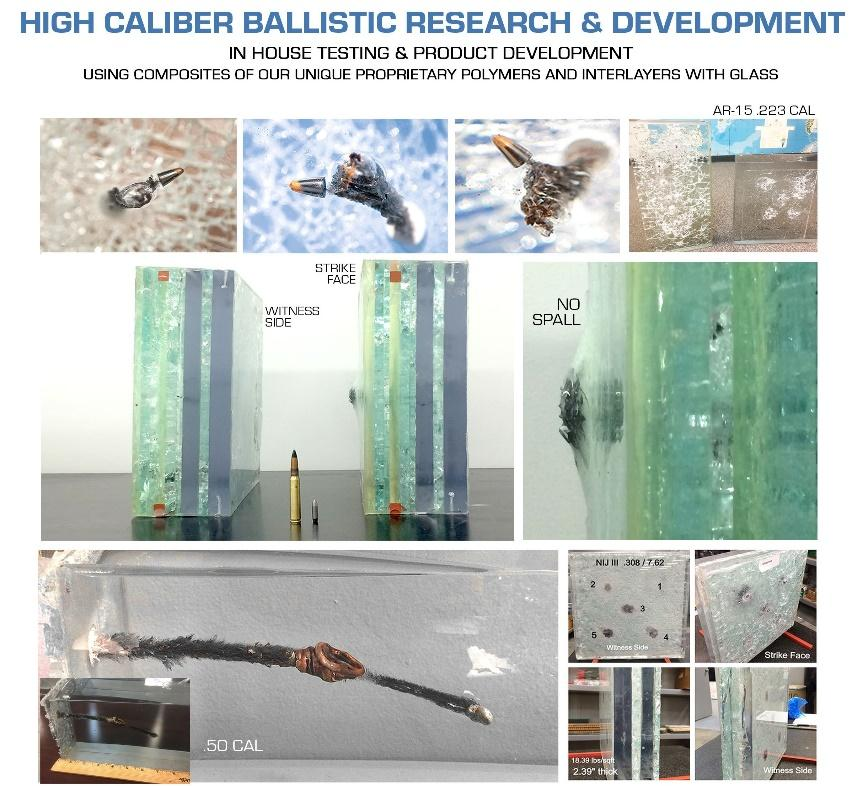 HIGH CALIBER BALLISTIC RESEARCH & DEVELOPMENT
IN HOUSE TESTING & PRODUCT DEVELOPMENT
USING COMPOSITES OF OUR UNIQUE PROPRIETARY POLYMERS AND INTERLAYERS WITH GLASS
AR-15 .223 CAL
STRIKE
FACE
WITNESS
SIDE
NO
SPALL
.50 CAL
NIJ III .308 / 7.62
2
1
3
5
4
Witness Side
Strike Face
18.39 lbs/sqft
2.39" thick
Witness Side